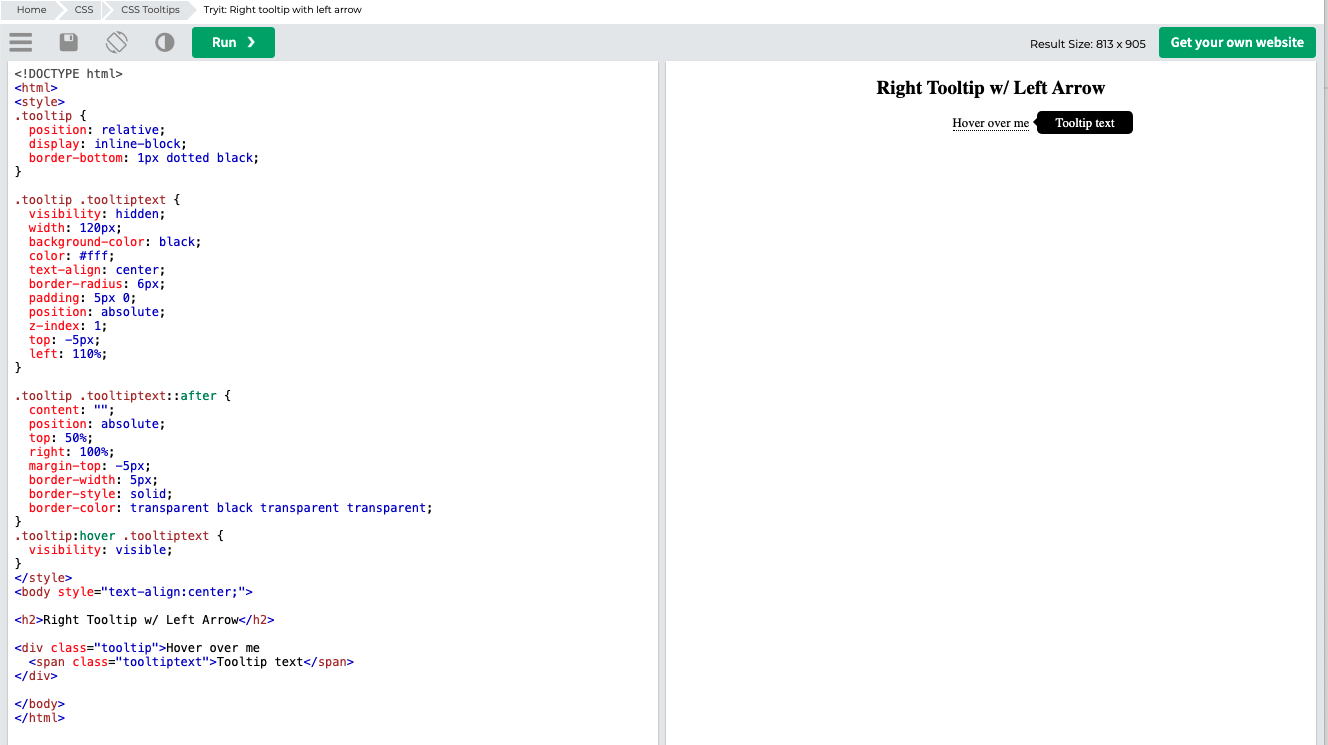 Home CSS CSS Tooltips Tryit: Right tooltip with left arrow
Run ❯ Result Size: 813 x 905 Get your own website
<!DOCTYPE html>
<html>
<style>
.tooltip {
  position: relative;
  display: inline-block;
  border-bottom: 1px dotted black;
}

.tooltip .tooltiptext {
  visibility: hidden;
  width: 120px;
  background-color: black;
  color: #fff;
  text-align: center;
  border-radius: 6px;
  padding: 5px 0;
  position: absolute;
  z-index: 1;
  top: -5px;
  left: 110%;
}

.tooltip .tooltiptext::after {
  content: "";
  position: absolute;
  top: 50%;
  right: 100%;
  margin-top: -5px;
  border-width: 5px;
  border-style: solid;
  border-color: transparent black transparent transparent;
}
.tooltip:hover .tooltiptext {
  visibility: visible;
}
</style>
<body style="text-align:center;">

<h2>Right Tooltip w/ Left Arrow</h2>

<div class="tooltip">Hover over me
  <span class="tooltiptext">Tooltip text</span>
</div>

</body>
</html>
Right Tooltip w/ Left Arrow
Hover over me Tooltip text